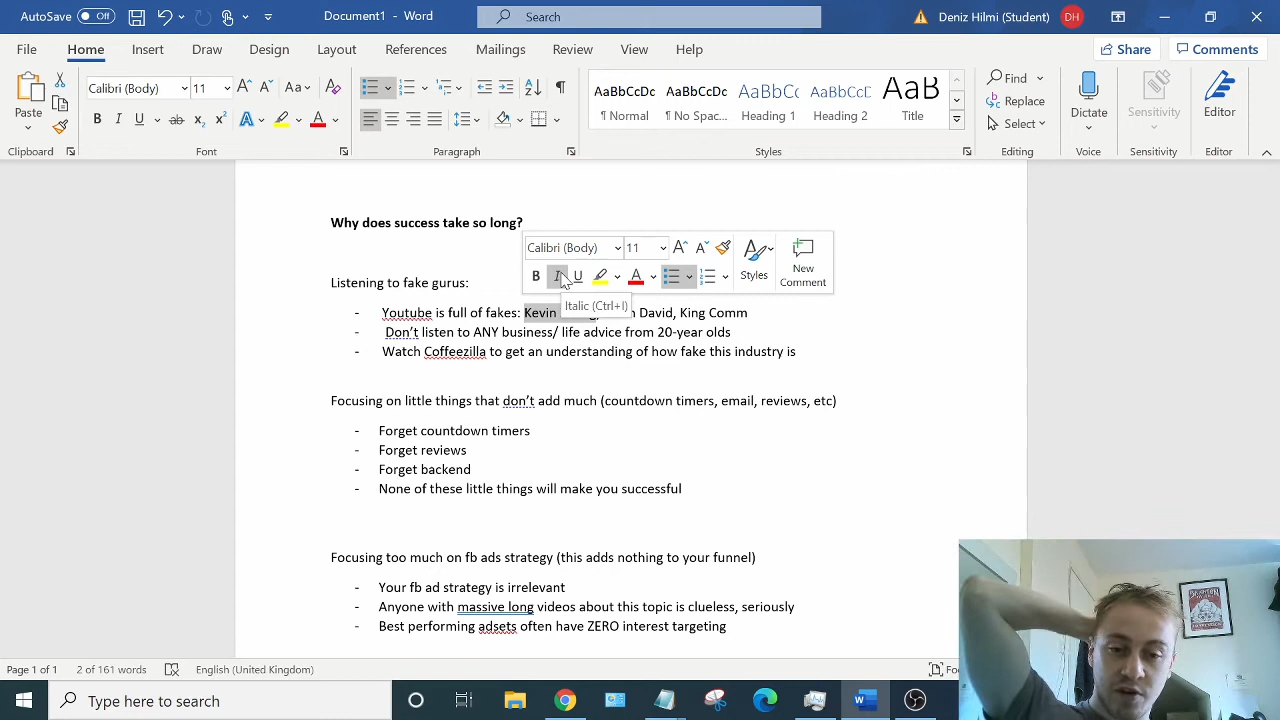 AutoSave Off Document1 - Word Search Deniz Hilmi (Student) DH
File Home Insert Draw Design Layout References Mailings Review View Help Share Comments
Paste Calibri (Body) 11 Aa AaBbCcDc AaBbCcDc AaBbCc AaBbCcD AaB Find Replace Select Dictate Sensitivity Editor
¶ Normal ¶ No Spac... Heading 1 Heading 2 Title
Clipboard Font Paragraph Styles Editing Voice Sensitivity Editor
Why does success take so long?
Calibri (Body) 11 Styles New Comment
B I U
Italic (Ctrl+I)
Listening to fake gurus:
- Youtube is full of fakes: Kevin David, King Comm
- Don't listen to ANY business/ life advice from 20-year olds
- Watch Coffeezilla to get an understanding of how fake this industry is
Focusing on little things that don't add much (countdown timers, email, reviews, etc)
- Forget countdown timers
- Forget reviews
- Forget backend
- None of these little things will make you successful
Focusing too much on fb ads strategy (this adds nothing to your funnel)
- Your fb ad strategy is irrelevant
- Anyone with massive long videos about this topic is clueless, seriously
- Best performing adsets often have ZERO interest targeting
Page 1 of 1 2 of 161 words English (United Kingdom)
Type here to search